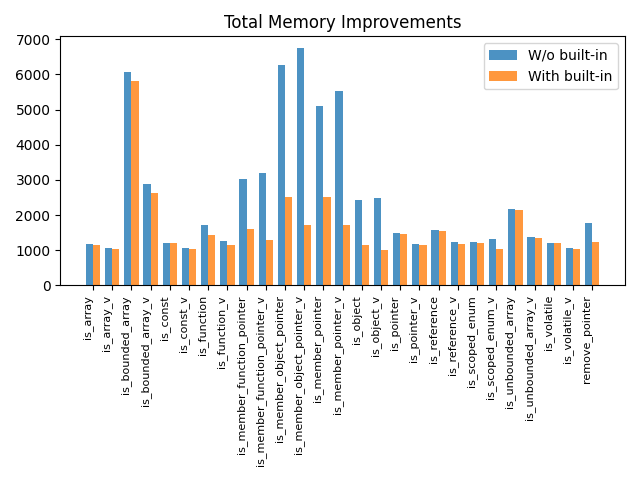 Total Memory Improvements
7000
6000
5000
4000
3000
2000
1000
0
W/o built-in
With built-in
is_array
is_array_v
is_bounded_array
is_bounded_array_v
is_const
is_const_v
is_function
is_function_v
is_member_function_pointer
is_member_function_pointer_v
is_member_object_pointer
is_member_object_pointer_v
is_member_pointer
is_member_pointer_v
is_object
is_object_v
is_pointer
is_pointer_v
is_reference
is_reference_v
is_scoped_enum
is_scoped_enum_v
is_unbounded_array
is_unbounded_array_v
is_volatile
is_volatile_v
remove_pointer